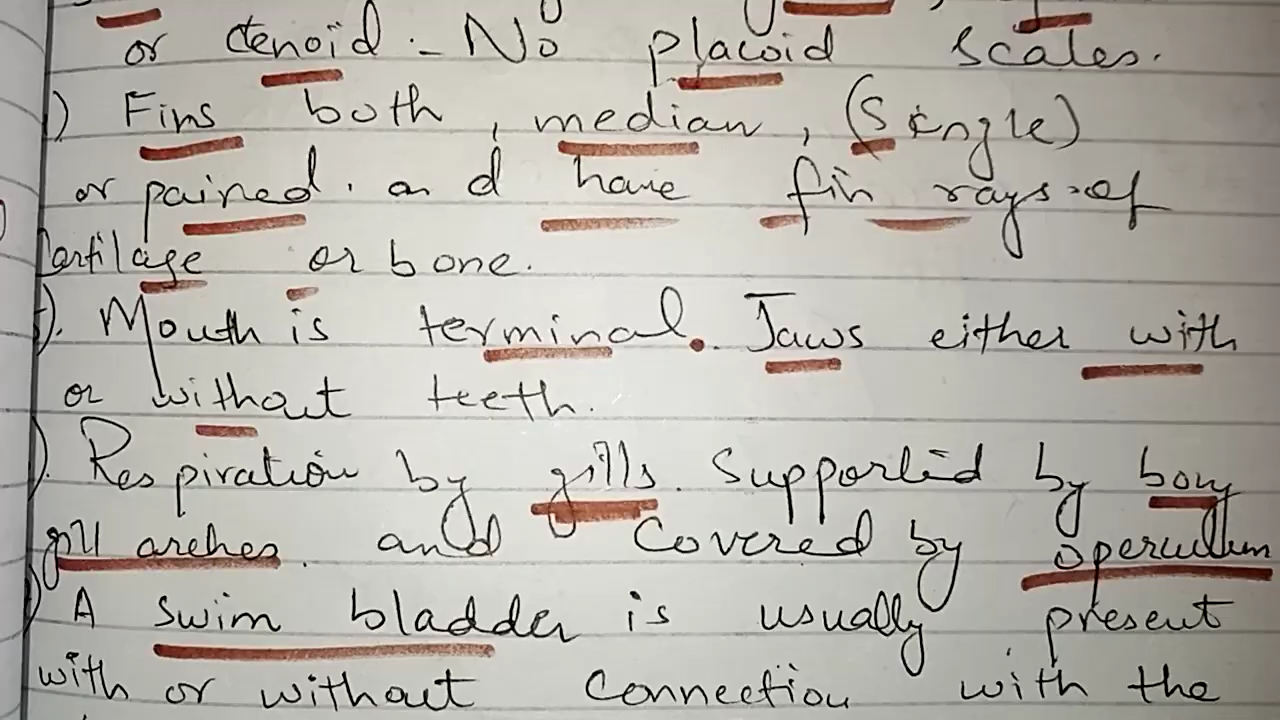 or ctenoid - No placoid scales.
) Fins both , median , (Single)
or paired . and have fin rays of
Cartilage or bone.
). Mouth is terminal. Jaws either with
or without teeth.
). Respiration by gills. Supported by bony
gill arches. and Covered by operculum
) A swim bladder is usually present
with or without connection with the